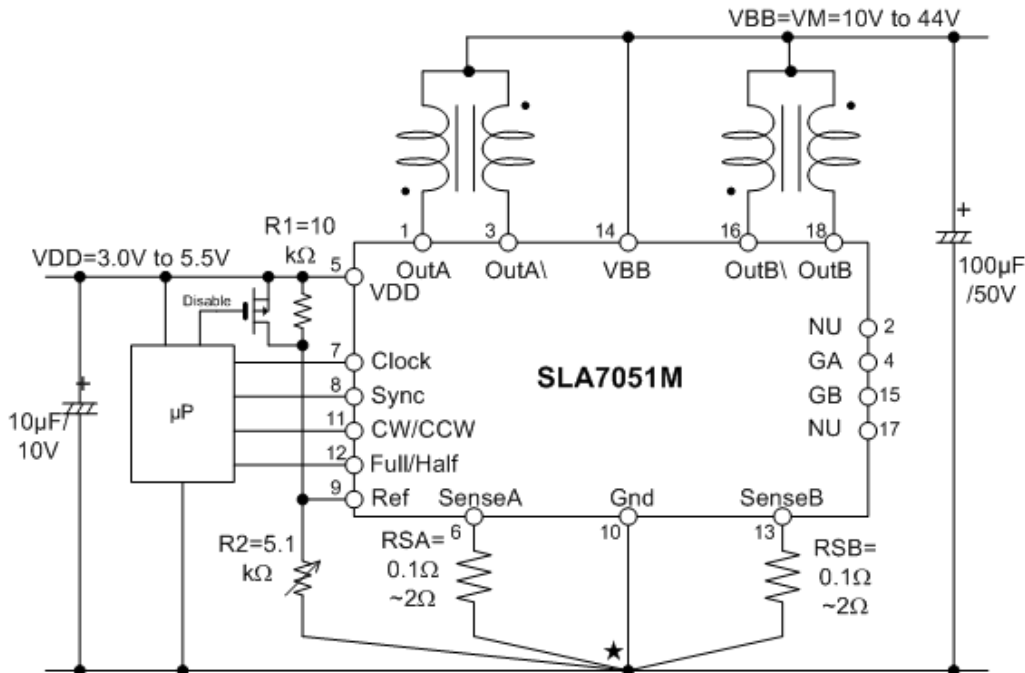 VBB=VM=10V to 44V
R1=10
kΩ
1
3
14
16
18
VDD=3.0V to 5.5V
5
OutA
OutA\
VBB
OutB\
OutB
+
100µF
/50V
VDD
Disable
NU
2
7
Clock
GA
4
SLA7051M
+
8
Sync
GB
15
µP
10µF/
10V
11
CW/CCW
NU
17
12
Full/Half
9
Ref
SenseA
Gnd
SenseB
R2=5.1
kΩ
RSA=
0.1Ω
~2Ω
6
10
13
RSB=
0.1Ω
~2Ω
★